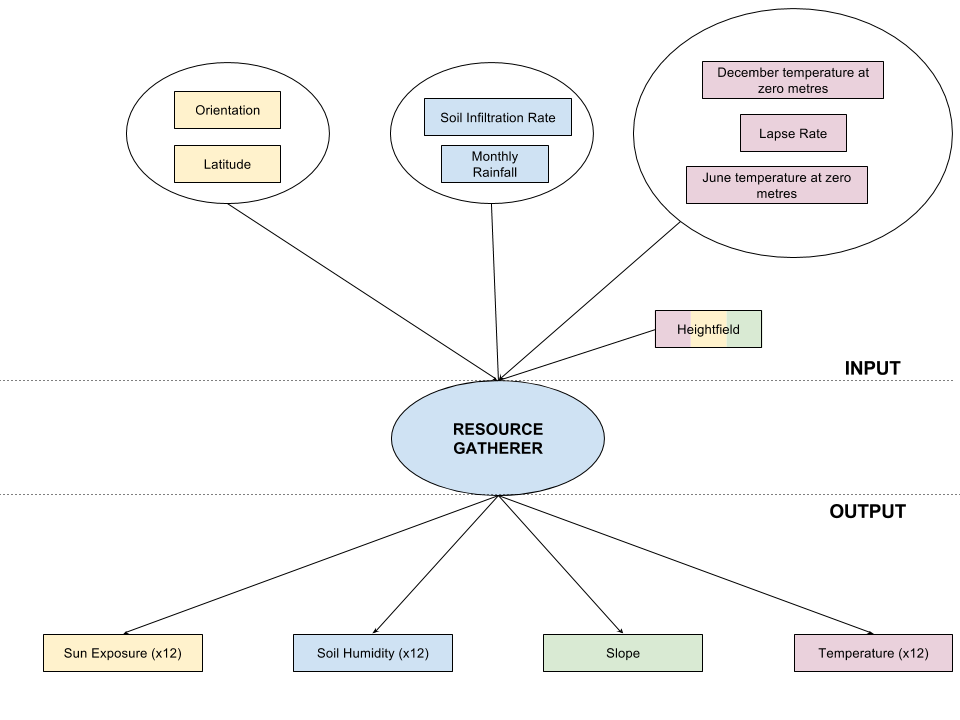 Orientation
Latitude
Soil Infiltration Rate
Monthly
Rainfall
December temperature at
zero metres
Lapse Rate
June temperature at zero
metres
Heightfield
INPUT
RESOURCE
GATHERER
OUTPUT
Sun Exposure (x12)
Soil Humidity (x12)
Slope
Temperature (x12)